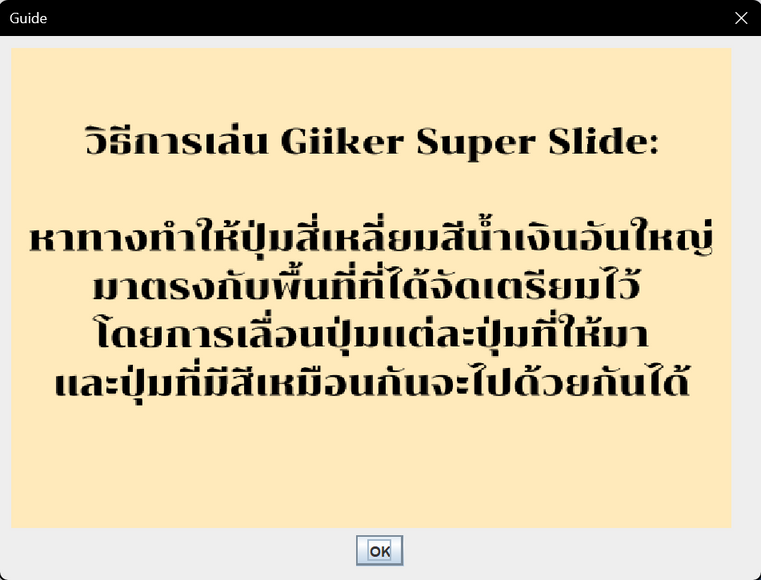 Guide
วิธีการเล่น Giiker Super Slide:
หาทางทำให้ปุ่มสี่เหลี่ยมสีน้ำเงินอันใหญ่
มาตรงกับพื้นที่ที่ได้จัดเตรียมไว้
โดยการเลื่อนปุ่มแต่ละปุ่มที่ให้มา
และปุ่มที่มีสีเหมือนกันจะไปด้วยกันได้
OK